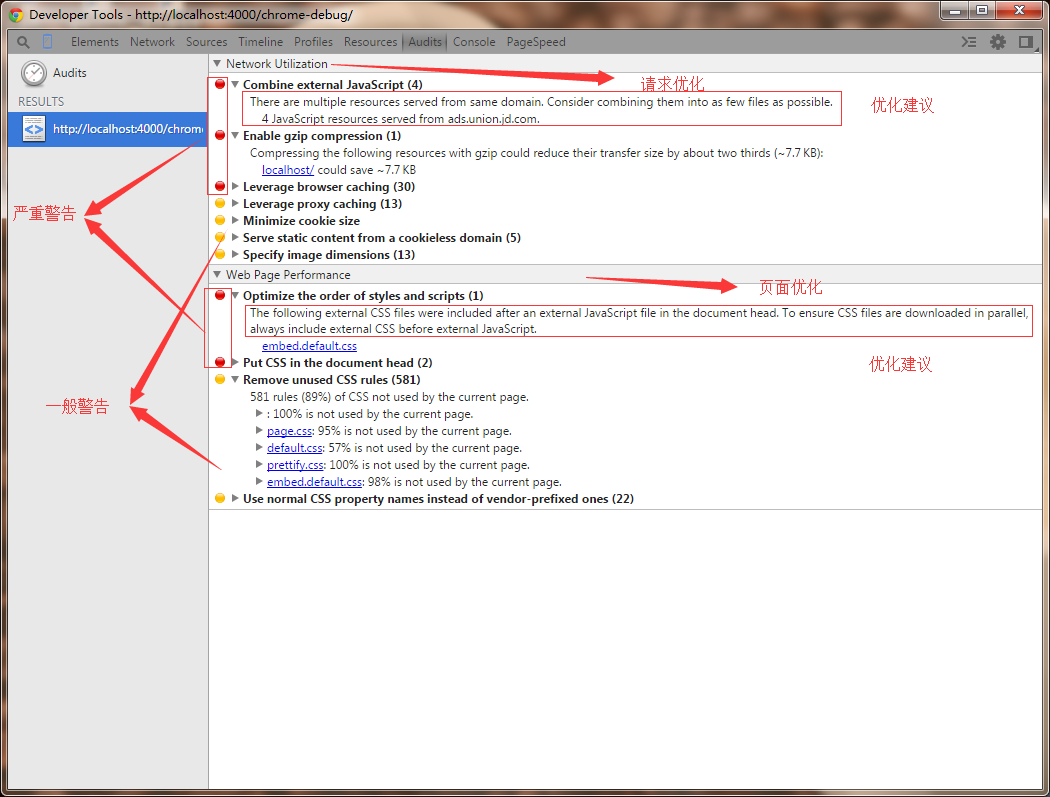 Developer Tools - http://localhost:4000/chrome-debug/
Elements Network Sources Timeline Profiles Resources Audits Console PageSpeed
Audits
RESULTS
http://localhost:4000/chrome
Network Utilization
请求优化
Combine external JavaScript (4)
优化建议
There are multiple resources served from same domain. Consider combining them into as few files as possible.
4 JavaScript resources served from ads.union.jd.com.
Enable gzip compression (1)
Compressing the following resources with gzip could reduce their transfer size by about two thirds (~7.7 KB):
localhost/ could save ~7.7 KB
Leverage browser caching (30)
Leverage proxy caching (13)
严重警告
Minimize cookie size
Serve static content from a cookieless domain (5)
Specify image dimensions (13)
Web Page Performance
页面优化
Optimize the order of styles and scripts (1)
The following external CSS files were included after an external JavaScript file in the document head. To ensure CSS files are downloaded in parallel,
always include external CSS before external JavaScript.
embed.default.css
Put CSS in the document head (2)
优化建议
Remove unused CSS rules (581)
581 rules (89%) of CSS not used by the current page.
一般警告
: 100% is not used by the current page.
page.css: 95% is not used by the current page.
default.css: 57% is not used by the current page.
prettify.css: 100% is not used by the current page.
embed.default.css: 98% is not used by the current page.
Use normal CSS property names instead of vendor-prefixed ones (22)